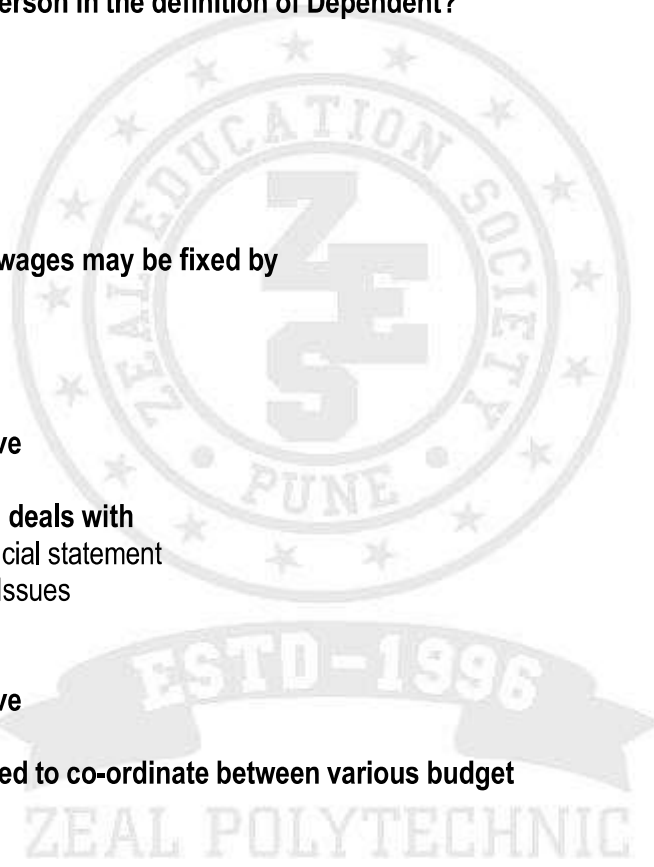 erson in the definition of Dependent?
ZEAL EDUCATION SOCIETY
ZES
wages may be fixed by
ve
• PUNE •
deals with
cial statement
Issues
ESTD-1996
ve
ed to co-ordinate between various budget
ZEAL POLYTECHNIC